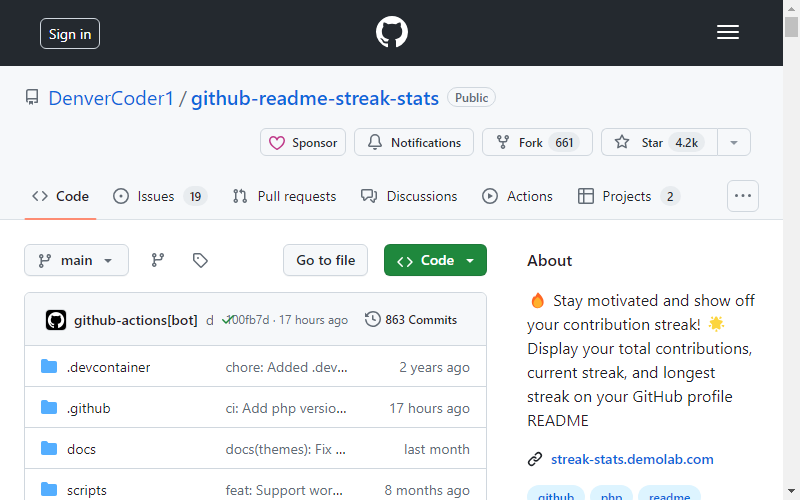 Sign in
DenverCoder1 / github-readme-streak-stats Public
Sponsor Notifications Fork 661 Star 4.2k
Code Issues 19 Pull requests Discussions Actions Projects 2
main Go to file Code
github-actions[bot] d 00fb7d · 17 hours ago 863 Commits
.devcontainer chore: Added .dev... 2 years ago
.github ci: Add php versio... 17 hours ago
docs docs(themes): Fix ... last month
scripts feat: Support wor... 8 months ago
About
🔥 Stay motivated and show off
your contribution streak! 🌟
Display your total contributions,
current streak, and longest
streak on your GitHub profile
README
streak-stats.demolab.com
github php readme